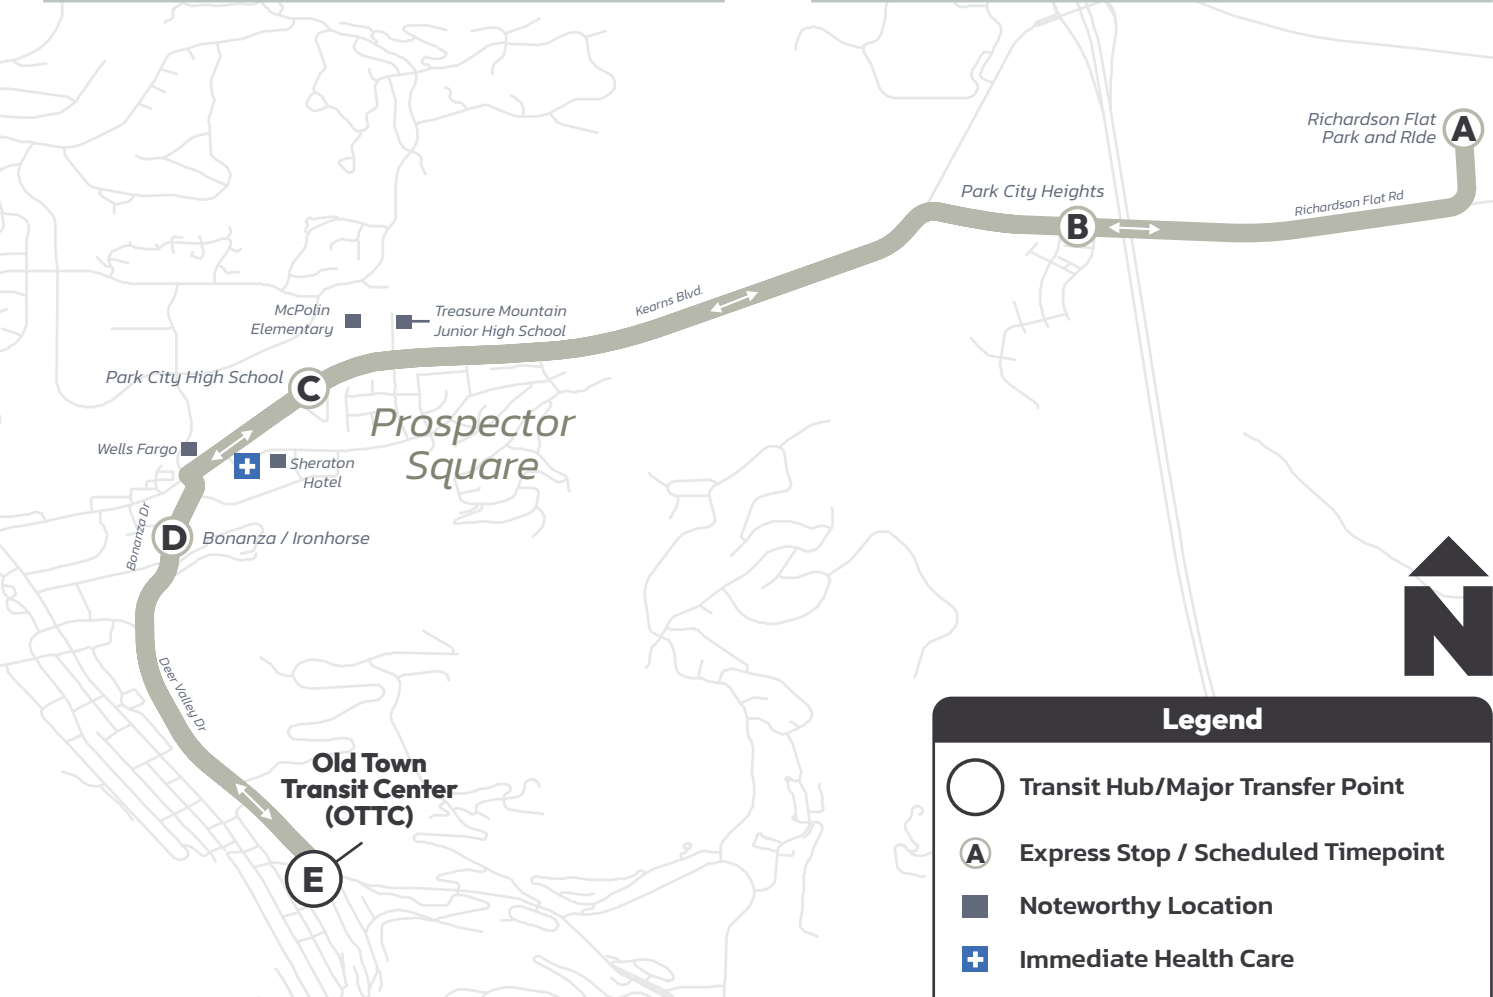 Richardson Flat
Park and RIde
A
Park City Heights
B
Richardson Flat Rd
Kearns Blvd.
McPolin
Elementary
Treasure Mountain
Junior High School
Park City High School
C
Prospector
Square
Wells Fargo
Sheraton
Hotel
Bonanza Dr
D
Bonanza / Ironhorse
Deer Valley Dr
Old Town
Transit Center
(OTTC)
E
N
Legend
Transit Hub/Major Transfer Point
A
Express Stop / Scheduled Timepoint
Noteworthy Location
Immediate Health Care